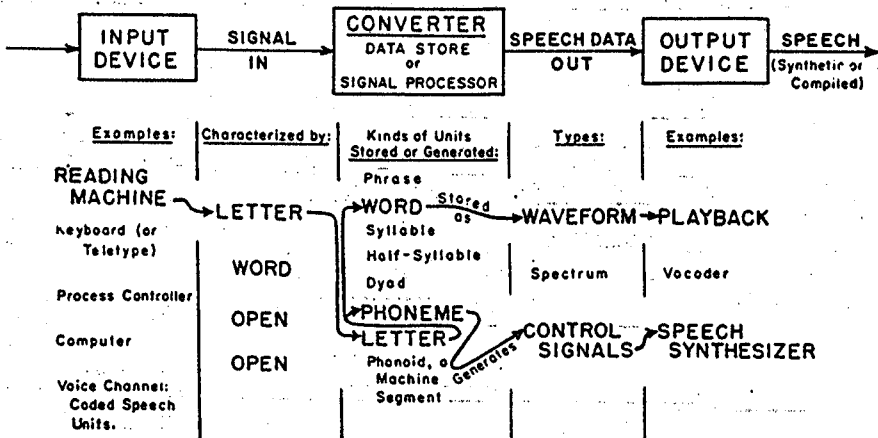 INPUT
DEVICE
SIGNAL
IN
CONVERTER
DATA STORE
or
SIGNAL PROCESSOR
SPEECH DATA
OUT
OUTPUT
DEVICE
SPEECH
(Synthetic or
Compiled)
Examples:
READING
MACHINE
Keyboard (or
Teletype)
Process Controller
Computer
Voice Channel:
Coded Speech
Units.
Characterized by:
LETTER
WORD
OPEN
OPEN
Kinds of Units
Stored or Generated:
Phrase
WORD
Syllable
Half-Syllable
Dyad
PHONEME
LETTER
Phonoid, o
Machine
Segment
Stored
as
Generates
Types:
WAVEFORM
Spectrum
CONTROL
SIGNALS
Examples:
PLAYBACK
Vocoder
SPEECH
SYNTHESIZER